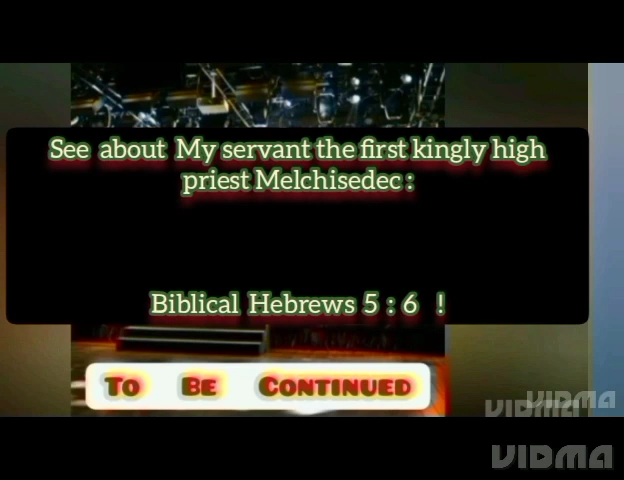 See about My servant the first kingly high
priest Melchisedec :
Biblical Hebrews 5 : 6 !
To Be Continued
VIDMA
VIDMA
VIDMA